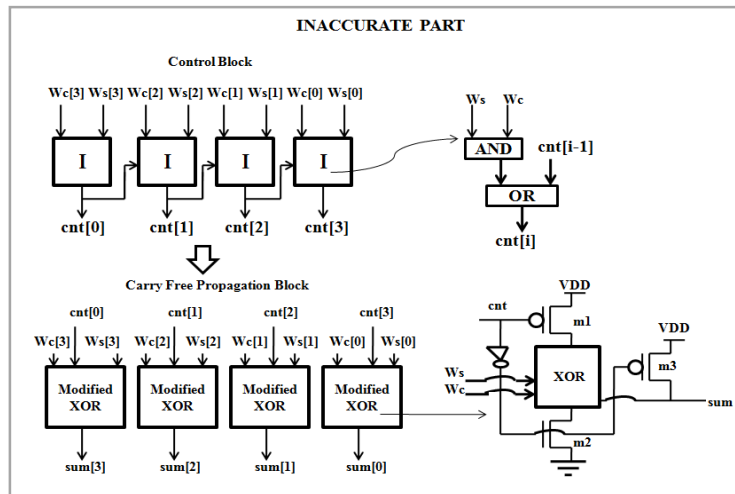 INACCURATE PART
Control Block
Wc[3] Ws[3] Wc[2] Ws[2] Wc[1] Ws[1] Wc[0] Ws[0]
I I I I
cnt[0] cnt[1] cnt[2] cnt[3]
Ws Wc
AND
cnt[i-1]
OR
cnt[i]
Carry Free Propagation Block
cnt[0] cnt[1] cnt[2] cnt[3]
Wc[3] Ws[3] Wc[2] Ws[2] Wc[1] Ws[1] Wc[0] Ws[0]
Modified Modified Modified Modified
XOR XOR XOR XOR
sum[3] sum[2] sum[1] sum[0]
VDD
cnt
m1
VDD
Ws
XOR
m3
Wc
sum
m2